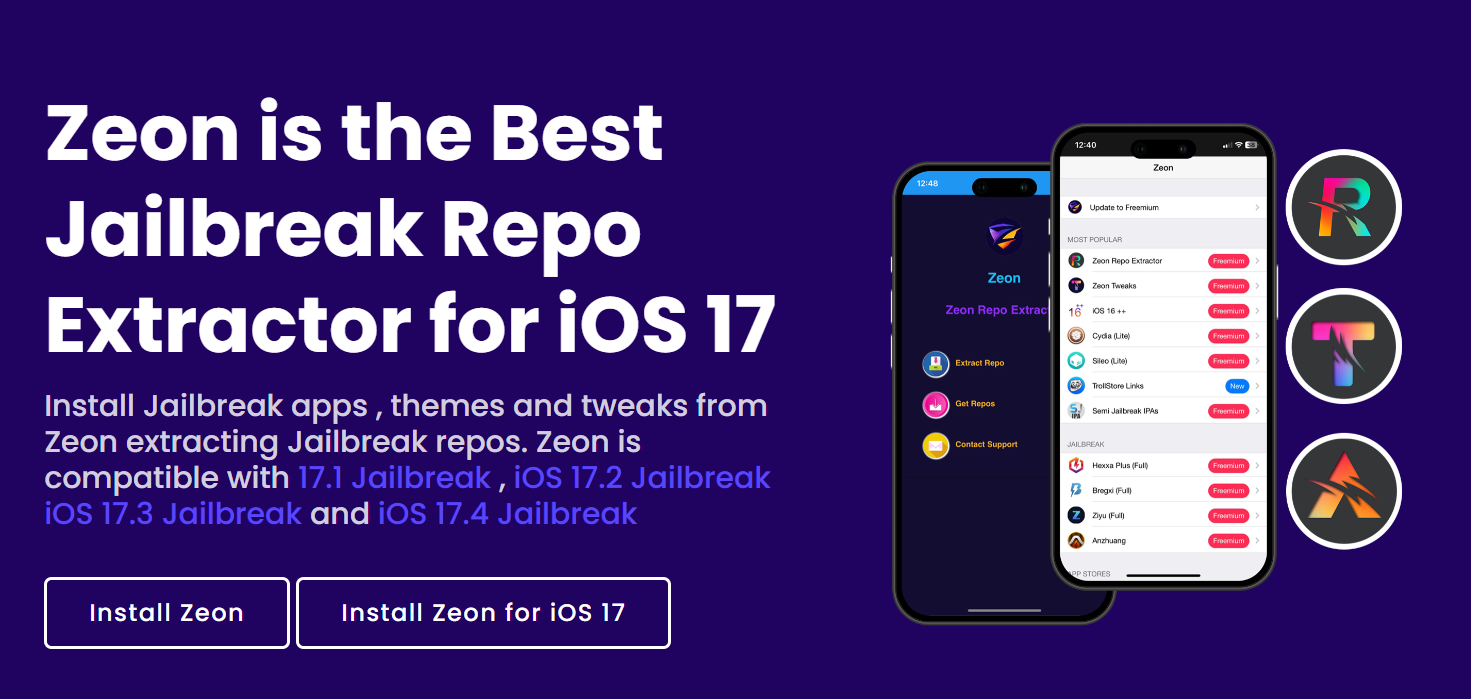 Zeon is the Best
Jailbreak Repo
Extractor for iOS 17
Install Jailbreak apps , themes and tweaks from
Zeon extracting Jailbreak repos. Zeon is
compatible with 17.1 Jailbreak , iOS 17.2 Jailbreak
iOS 17.3 Jailbreak and iOS 17.4 Jailbreak
Install Zeon
Install Zeon for iOS 17
12:48
Zeon
Zeon Repo Extrac
Extract Repo
Get Repos
Contact Support
12:40
Zeon
Update to Freemium
MOST POPULAR
Zeon Repo Extractor Freemium
Zeon Tweaks Freemium
iOS 16 ++ Freemium
Cydia (Lite) Freemium
Sileo (Lite) Freemium
TrollStore Links New
Semi Jailbreak IPAs Freemium
JAILBREAK
Hexxa Plus (Full) Freemium
Bregxi (Full) Freemium
Ziyu (Full) Freemium
Anzhuang Freemium
APP STORES
R
T
A